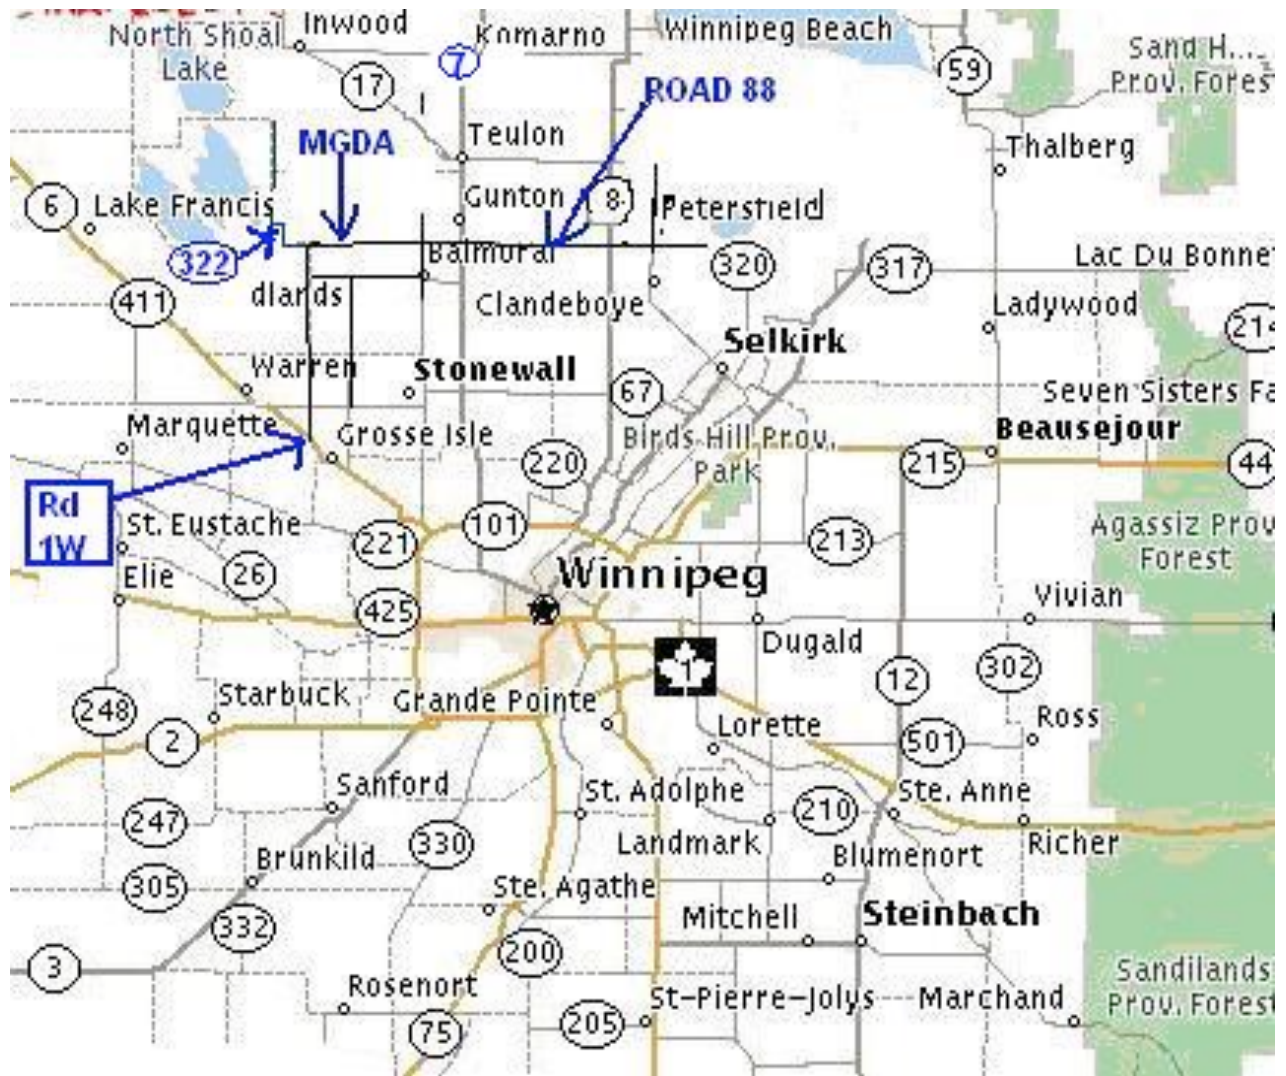 Inwood
Komarno
Winnipeg Beach
North Shoal
Lake
7
59
Sand H...
Prov. Forest
17
ROAD 88
MGDA
Teulon
Thalberg
6
Lake Francis
Gunton
8
Petersfield
322
Balmoral
320
317
Lac Du Bonnet
411
dlands
Clandeboye
Ladywood
214
Selkirk
Warren
Stonewall
67
Seven Sisters Fa
Marquette
Grosse Isle
Birds Hill Prov.
Park
Beausejour
220
215
44
Rd
1W
St. Eustache
221
101
213
Agassiz Prov
Forest
Elie
26
Winnipeg
425
Vivian
Dugald
1
302
12
248
Starbuck
Grande Pointe
2
Lorette
501
Ross
Sanford
St. Adolphe
Ste. Anne
247
330
Landmark
210
Blumenort
Richer
Brunkild
305
Ste. Agathe
332
Mitchell
Steinbach
3
200
Rosenort
St-Pierre-Jolys
Marchand
Sandilands
Prov. Forest
75
205